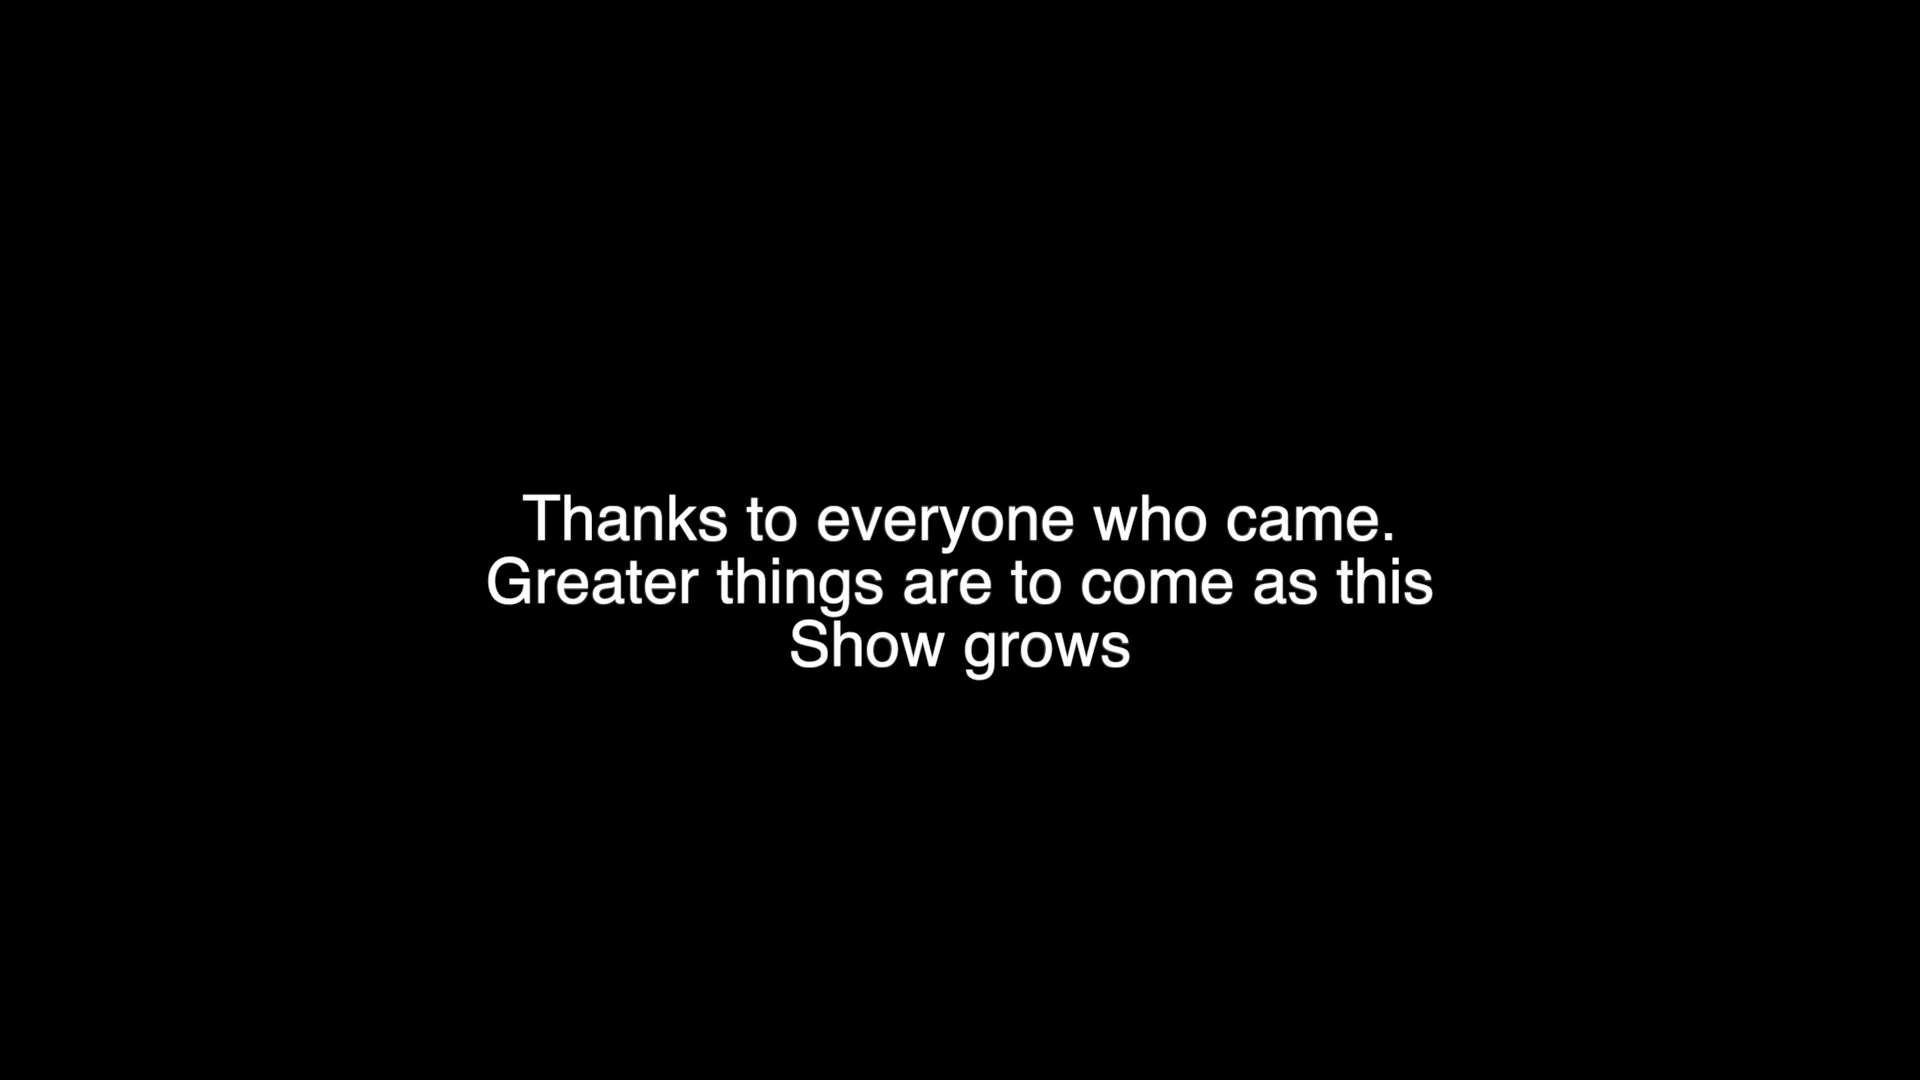 Thanks to everyone who came.
Greater things are to come as this
Show grows